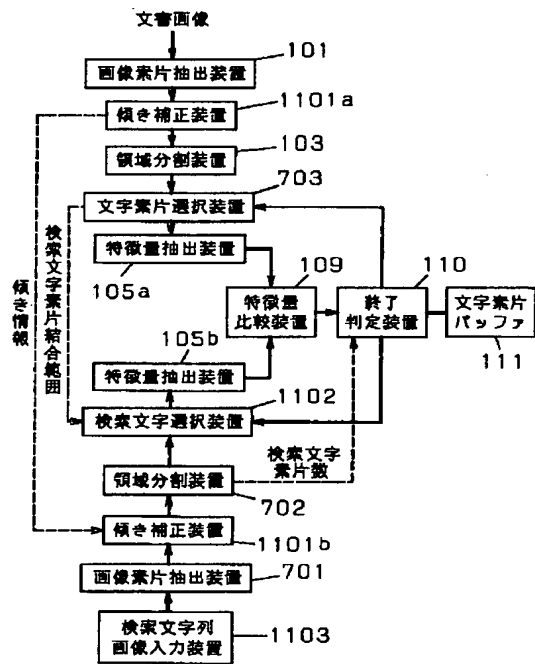 文書画像
101
画像素片抽出装置
1101a
傾き補正装置
103
領域分割装置
703
文字素片選択装置
特徴量抽出装置
105a
109
特徴量
比較装置
110
終了
判定装置
文字素片
バッファ
111
検索文字素片結合範囲
傾き情報
105b
特徴量抽出装置
1102
検索文字選択装置
検索文字
素片数
領域分割装置
702
傾き補正装置
1101b
画像素片抽出装置
701
検索文字列
画像入力装置
1103